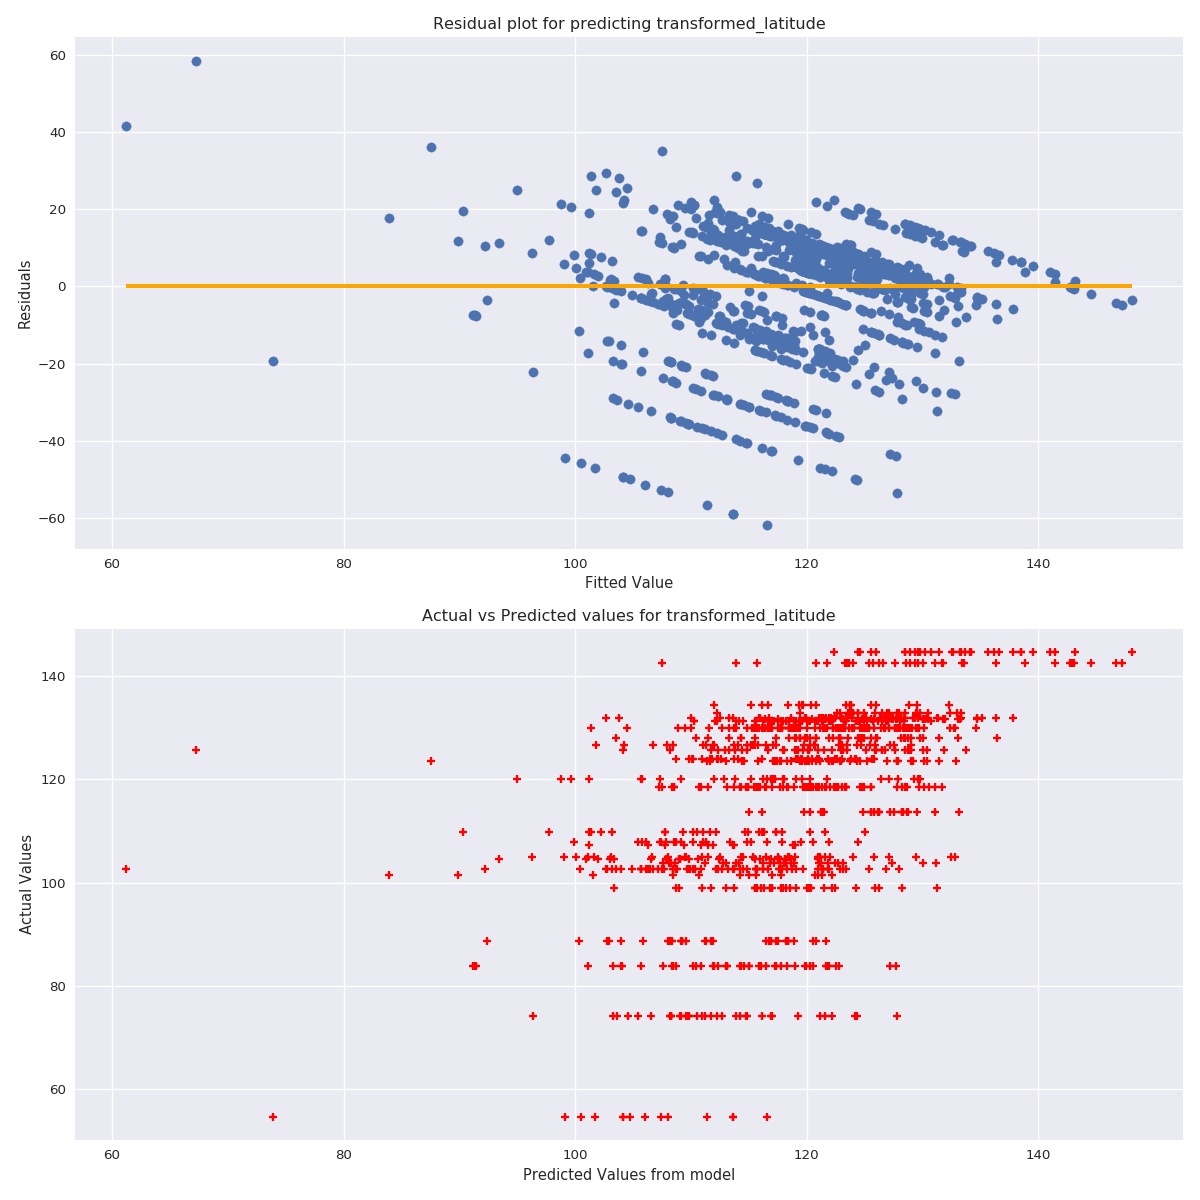 Residual plot for predicting transformed_latitude
60
40
20
0
−20
−40
−60
Residuals
60 80 100 120 140
Fitted Value
Actual vs Predicted values for transformed_latitude
140
120
100
80
60
Actual Values
60 80 100 120 140
Predicted Values from model